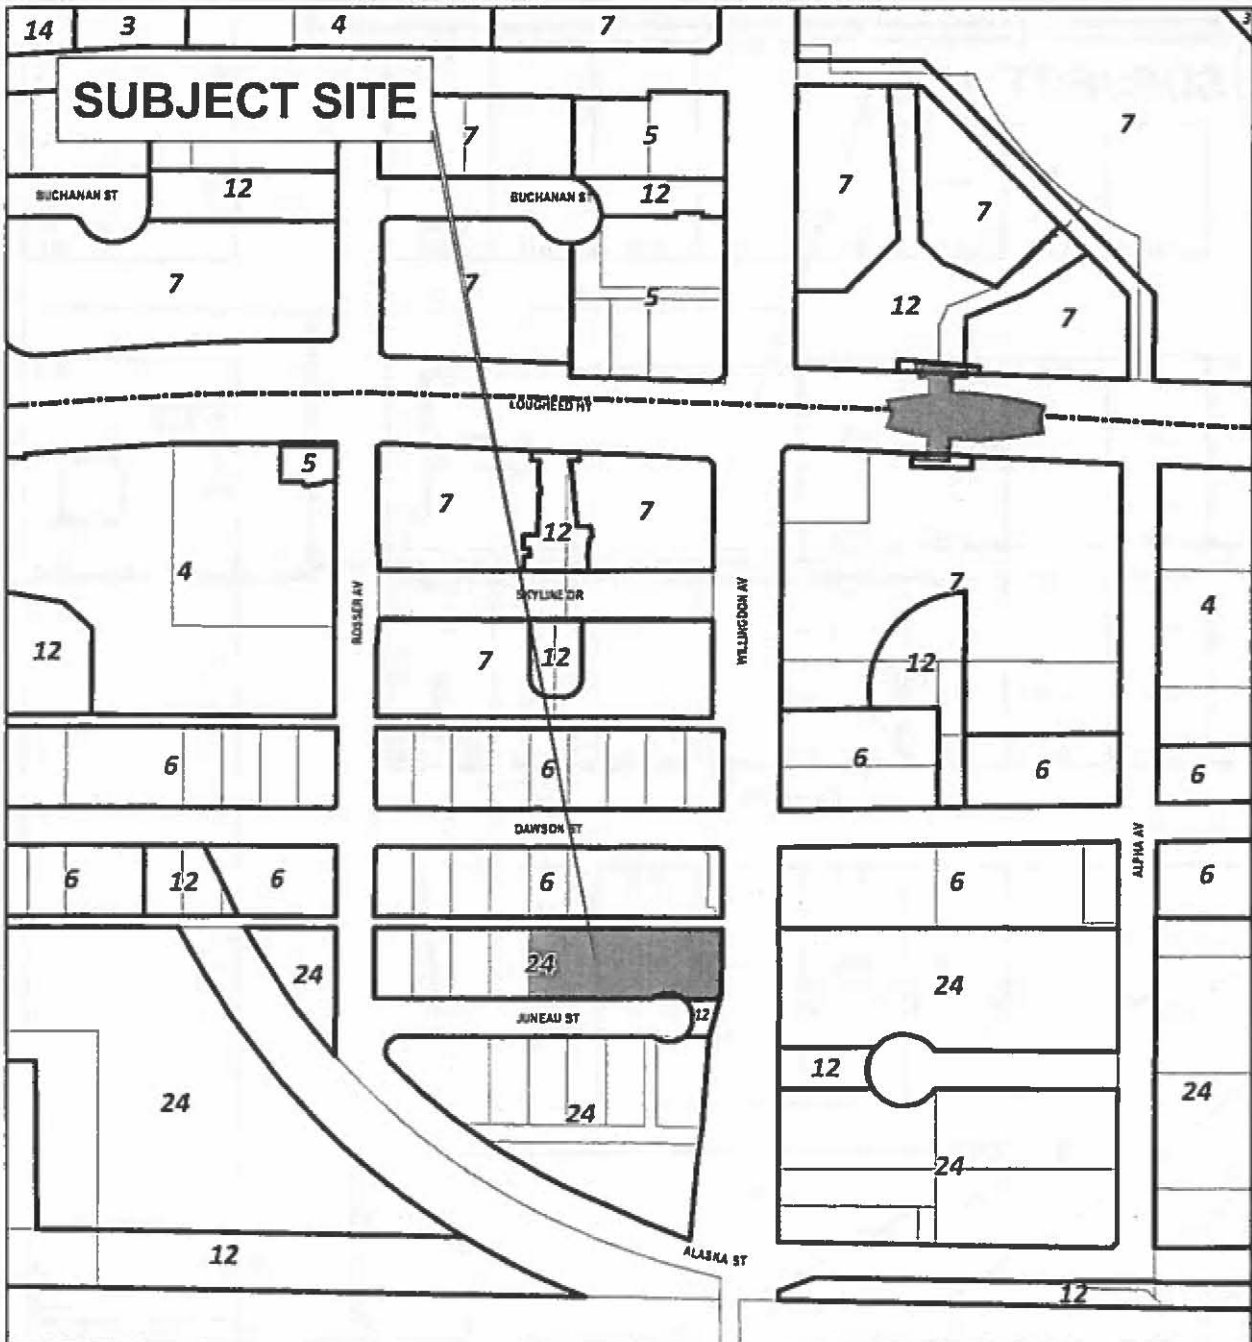 14 3 4 7 3
SUBJECT SITE
7 5 7
BUCHANAN ST 12 BUCHANAN ST 12 7 7
7 7 5 12 7
LOUGHEED HY
5
7 12 7
4 SKYLINE DR 7 4
ROSSER AV
WILLINGDON AV
12 7 12 12
6 6 6 6 6
DAWSON ST
ALPHA AV
6 12 6 6 6 6
24 24 24
JUNEAU ST 12
12
24 24 24
24
12
ALASKA ST
12